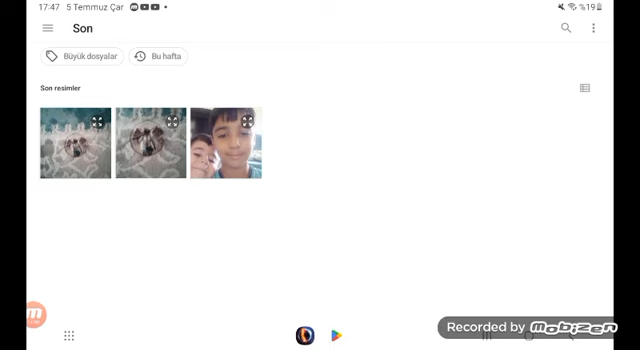 17:47 5 Temmuz Çar
%19
Son
Büyük dosyalar
Bu hafta
Son resimler
Recorded by Mobizen